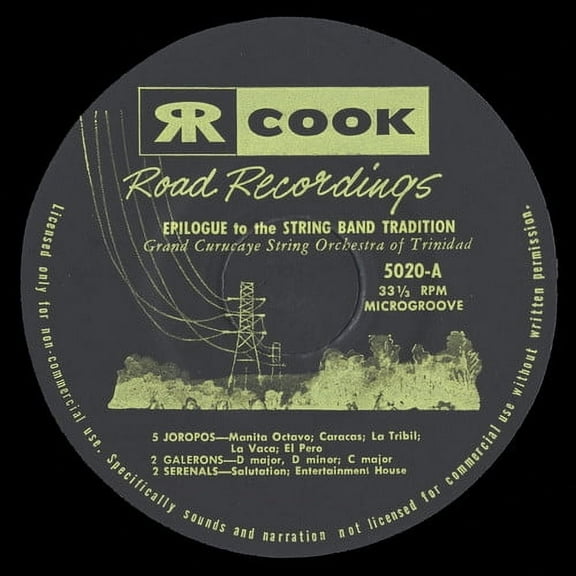 RR COOK
Road Recordings
EPILOGUE to the STRING BAND TRADITION
Grand Curucaye String Orchestra of Trinidad
5020-A
33⅓ RPM
MICROGROOVE
5 JOROPOS—Manita Octavo; Caracas; La Tribil;
La Vaca; El Pero
2 GALERONS—D major, D minor; C major
2 SERENALS—Salutation; Entertainment House
Licensed only for non-commercial use. Specifically sounds and narration not licensed for commercial use without written permission.